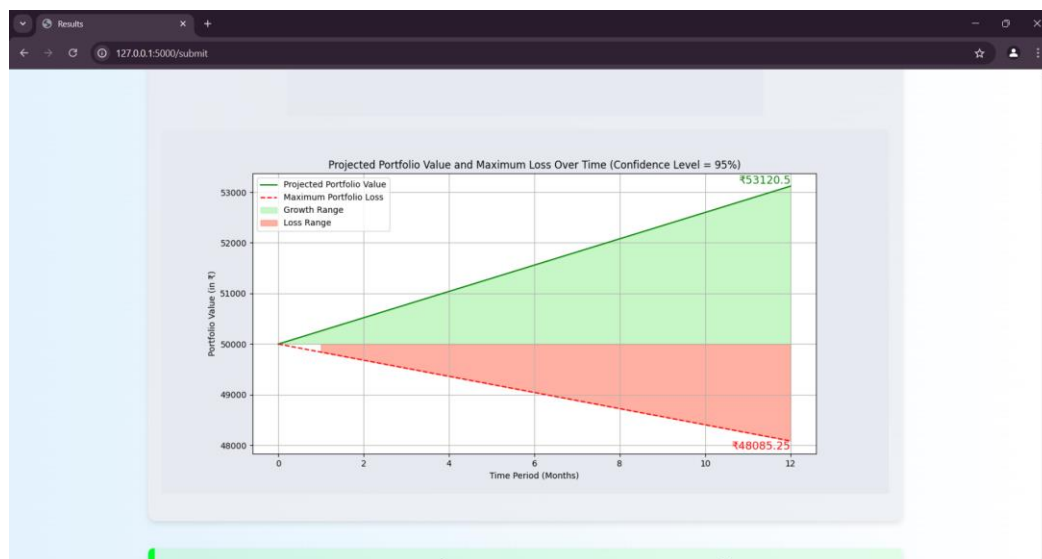 Results
127.0.0.1:5000/submit
Projected Portfolio Value and Maximum Loss Over Time (Confidence Level = 95%)
Projected Portfolio Value
Maximum Portfolio Loss
Growth Range
Loss Range
₹53120.5
₹48085.25
Portfolio Value (in ₹)
53000
52000
51000
50000
49000
48000
0 2 4 6 8 10 12
Time Period (Months)